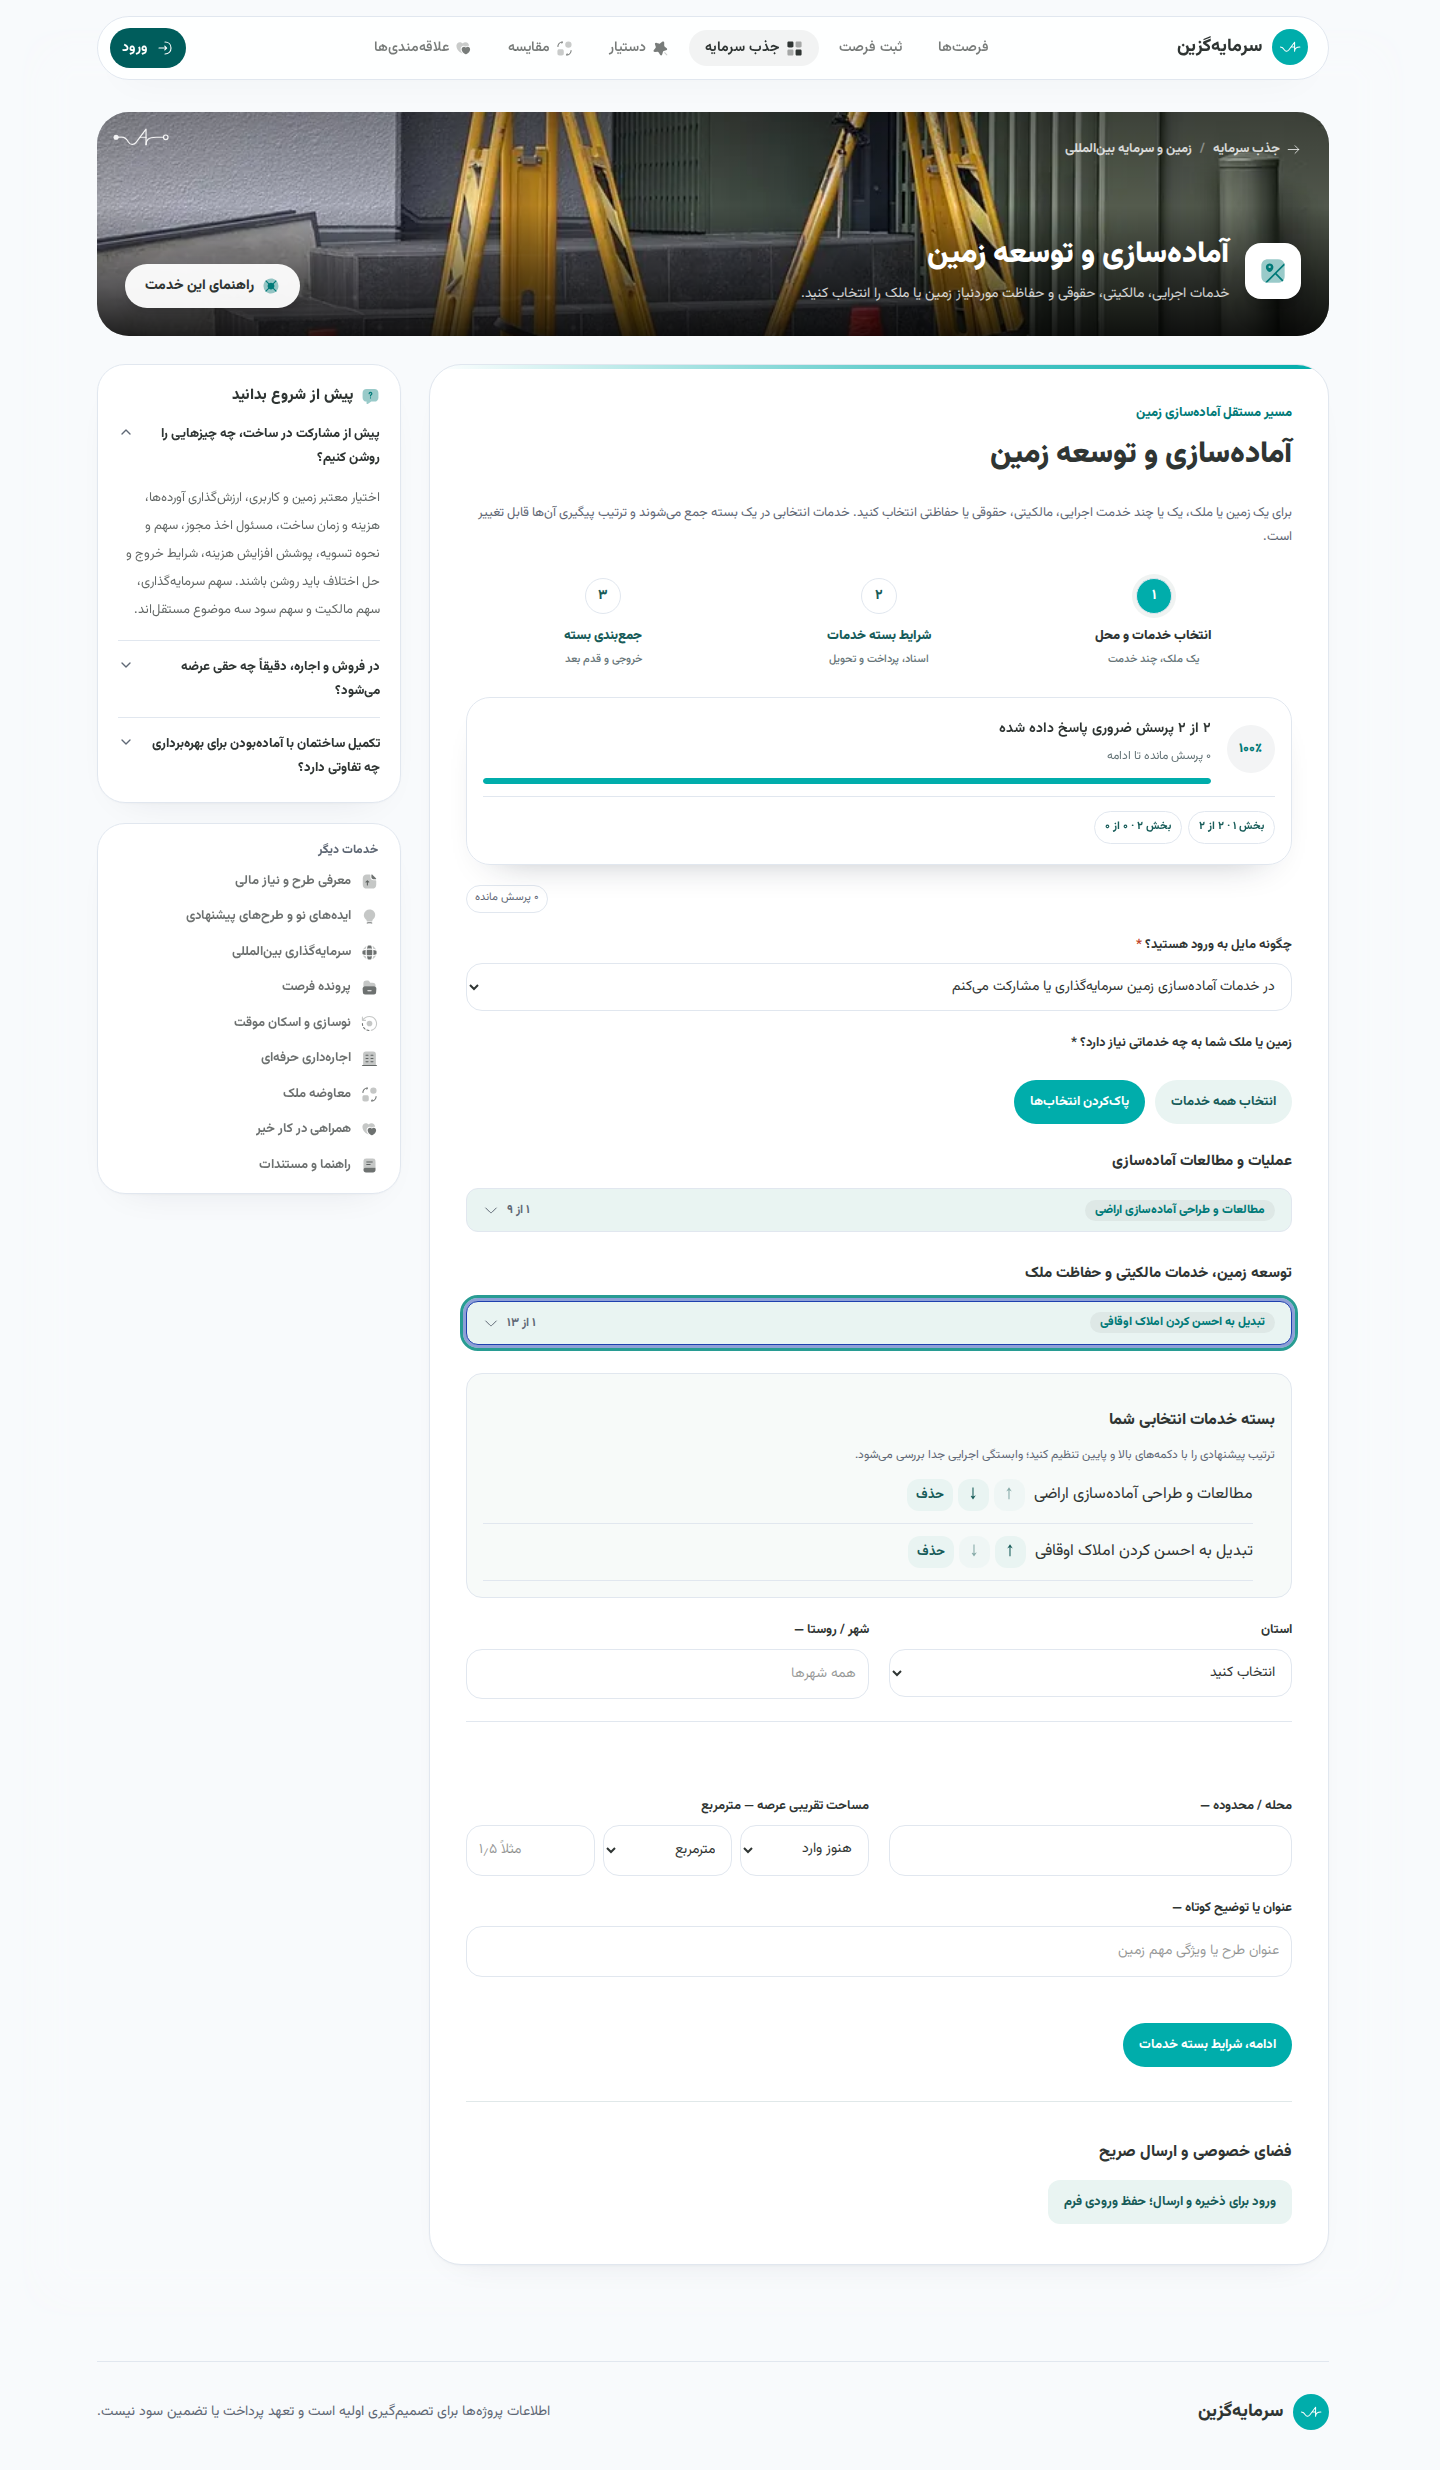 سرمایه‌گزین
فرصت‌ها
ثبت فرصت
جذب سرمایه
دستیار
مقایسه
علاقه‌مندی‌ها
ورود
جذب سرمایه / زمین و سرمایه بین‌المللی
آماده‌سازی و توسعه زمین
خدمات اجرایی، مالکیتی، حقوقی و حفاظت موردنیاز زمین یا ملک را انتخاب کنید.
راهنمای این خدمت
مسیر مستقل آماده‌سازی زمین
آماده‌سازی و توسعه زمین
برای یک زمین یا ملک، یک یا چند خدمت اجرایی، مالکیتی، حقوقی یا حفاظتی انتخاب کنید. خدمات انتخابی در یک بسته جمع می‌شوند و ترتیب پیگیری آن‌ها قابل تغییر
است.
۱
انتخاب خدمات و محل
یک ملک، چند خدمت
۲
شرایط بسته خدمات
اسناد، پرداخت و تحویل
۳
جمع‌بندی بسته
خروجی و قدم بعد
۱۰۰٪
۲ از ۲ پرسش ضروری پاسخ داده شده
۰ پرسش مانده تا ادامه
بخش ۱ · ۲ از ۲
بخش ۲ · ۰ از ۰
۰ پرسش مانده
چگونه مایل به ورود هستید؟ *
در خدمات آماده‌سازی زمین سرمایه‌گذاری یا مشارکت می‌کنم
زمین یا ملک شما به چه خدماتی نیاز دارد؟ *
انتخاب همه خدمات
پاک‌کردن انتخاب‌ها
عملیات و مطالعات آماده‌سازی
مطالعات و طراحی آماده‌سازی اراضی
۱ از ۹
توسعه زمین، خدمات مالکیتی و حفاظت ملک
تبدیل به احسن کردن املاک اوقافی
۱ از ۱۳
بسته خدمات انتخابی شما
ترتیب پیشنهادی را با دکمه‌های بالا و پایین تنظیم کنید؛ وابستگی اجرایی جدا بررسی می‌شود.
مطالعات و طراحی آماده‌سازی اراضی ↑ ↓ حذف
تبدیل به احسن کردن املاک اوقافی ↑ ↓ حذف
استان
انتخاب کنید
شهر / روستا —
همه شهرها
محله / محدوده —
مساحت تقریبی عرصه — مترمربع
هنوز وارد
مترمربع
مثلاً ۱٫۵
عنوان یا توضیح کوتاه —
عنوان طرح یا ویژگی مهم زمین
ادامه، شرایط بسته خدمات
فضای خصوصی و ارسال صریح
ورود برای ذخیره و ارسال؛ حفظ ورودی فرم
پیش از شروع بدانید
پیش از مشارکت در ساخت، چه چیزهایی را
روشن کنیم؟
اختیار معتبر زمین و کاربری، ارزش‌گذاری آورده‌ها،
هزینه و زمان ساخت، مسئول اخذ مجوز، سهم و
نحوه تسویه، پوشش افزایش هزینه، شرایط خروج و
حل اختلاف باید روشن باشند. سهم سرمایه‌گذاری،
سهم مالکیت و سهم سود سه موضوع مستقل‌اند.
در فروش و اجاره، دقیقاً چه حقی عرضه
می‌شود؟
تکمیل ساختمان با آماده‌بودن برای بهره‌برداری
چه تفاوتی دارد؟
خدمات دیگر
معرفی طرح و نیاز مالی
ایده‌های نو و طرح‌های پیشنهادی
سرمایه‌گذاری بین‌المللی
پرونده فرصت
نوسازی و اسکان موقت
اجاره‌داری حرفه‌ای
معاوضه ملک
همراهی در کار خیر
راهنما و مستندات
سرمایه‌گزین
اطلاعات پروژه‌ها برای تصمیم‌گیری اولیه است و تعهد پرداخت یا تضمین سود نیست.